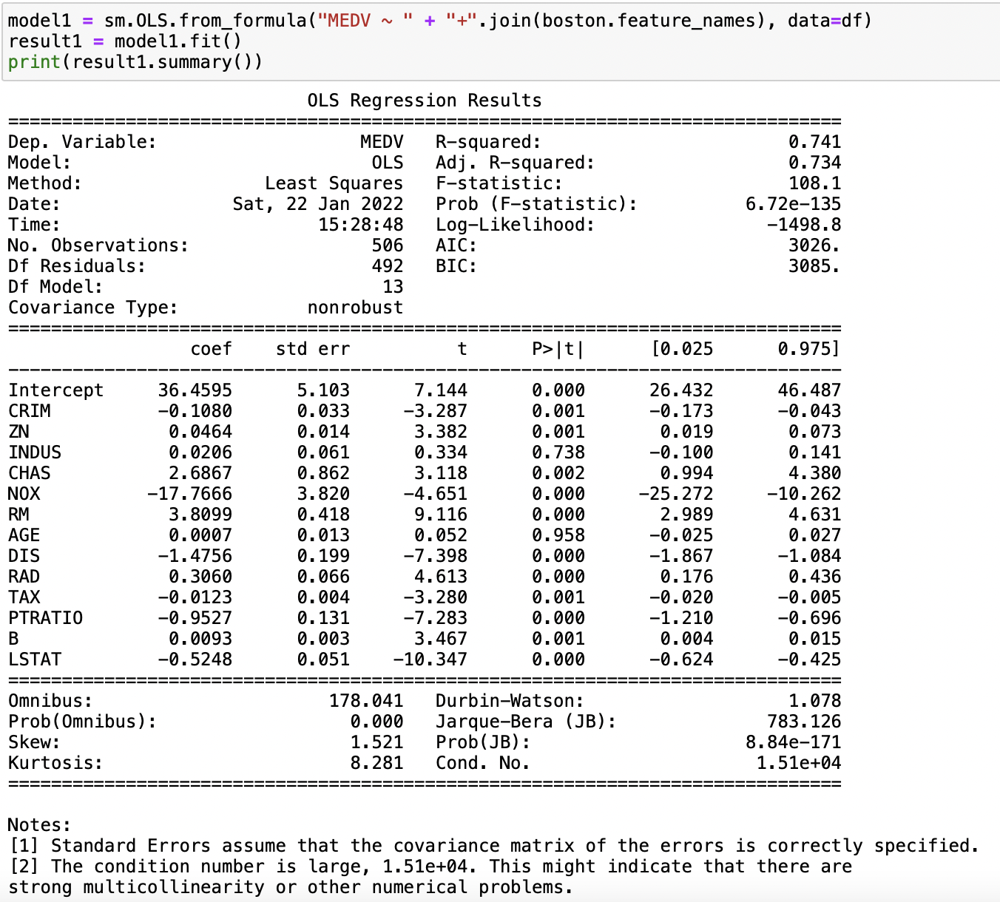 model1 = sm.OLS.from_formula("MEDV ~ " + "+".join(boston.feature_names), data=df)
result1 = model1.fit()
print(result1.summary())
OLS Regression Results
==============================================================================
Dep. Variable:                   MEDV   R-squared:                       0.741
Model:                            OLS   Adj. R-squared:                  0.734
Method:                 Least Squares   F-statistic:                     108.1
Date:                Sat, 22 Jan 2022   Prob (F-statistic):          6.72e-135
Time:                        15:28:48   Log-Likelihood:                -1498.8
No. Observations:                 506   AIC:                             3026.
Df Residuals:                     492   BIC:                             3085.
Df Model:                          13
Covariance Type:            nonrobust
==============================================================================
                 coef    std err          t      P>|t|      [0.025      0.975]
------------------------------------------------------------------------------
Intercept     36.4595      5.103      7.144      0.000      26.432      46.487
CRIM          -0.1080      0.033     -3.287      0.001      -0.173      -0.043
ZN             0.0464      0.014      3.382      0.001       0.019       0.073
INDUS          0.0206      0.061      0.334      0.738      -0.100       0.141
CHAS           2.6867      0.862      3.118      0.002       0.994       4.380
NOX          -17.7666      3.820     -4.651      0.000     -25.272     -10.262
RM             3.8099      0.418      9.116      0.000       2.989       4.631
AGE            0.0007      0.013      0.052      0.958      -0.025       0.027
DIS           -1.4756      0.199     -7.398      0.000      -1.867      -1.084
RAD            0.3060      0.066      4.613      0.000       0.176       0.436
TAX           -0.0123      0.004     -3.280      0.001      -0.020      -0.005
PTRATIO       -0.9527      0.131     -7.283      0.000      -1.210      -0.696
B              0.0093      0.003      3.467      0.001       0.004       0.015
LSTAT         -0.5248      0.051    -10.347      0.000      -0.624      -0.425
==============================================================================
Omnibus:                      178.041   Durbin-Watson:                   1.078
Prob(Omnibus):                  0.000   Jarque-Bera (JB):              783.126
Skew:                           1.521   Prob(JB):                    8.84e-171
Kurtosis:                       8.281   Cond. No.                     1.51e+04
==============================================================================
Notes:
[1] Standard Errors assume that the covariance matrix of the errors is correctly specified.
[2] The condition number is large, 1.51e+04. This might indicate that there are
strong multicollinearity or other numerical problems.